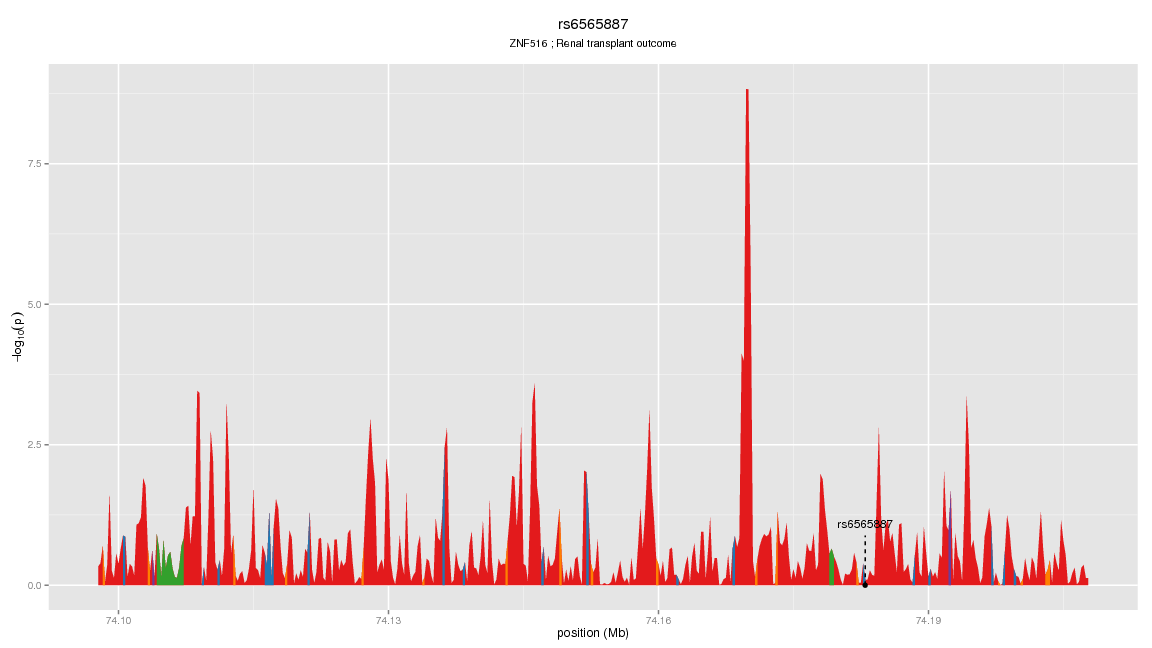 rs6565887
ZNF516 ; Renal transplant outcome
7.5
5.0
2.5
0.0
−log10(p)
rs6565887
74.10
74.13
74.16
74.19
position (Mb)